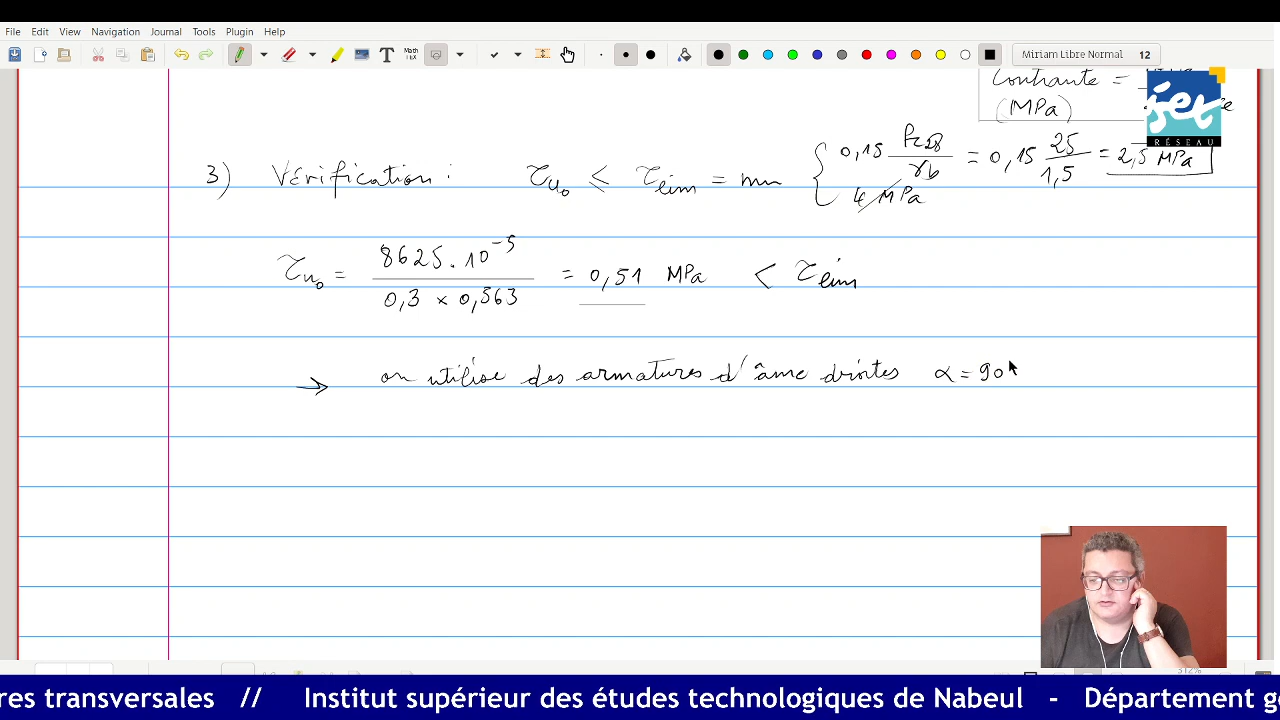 File Edit View Navigation Journal Tools Plugin Help
Miriam Libre Normal 12
Contrainte =
(MPa)
iset
RÉSEAU
3) Vérification : τu₀ ≤ τlim = min { 0,15 fc28 / γb = 0,15 25 / 1,5 = 2,5 MPa
4 MPa
τu₀ = 8625 . 10⁻⁵ / 0,3 × 0,563 = 0,51 MPa < τlim
→ on utilise des armatures d'âme droites α = 90
312%
res transversales // Institut supérieur des études technologiques de Nabeul - Département g